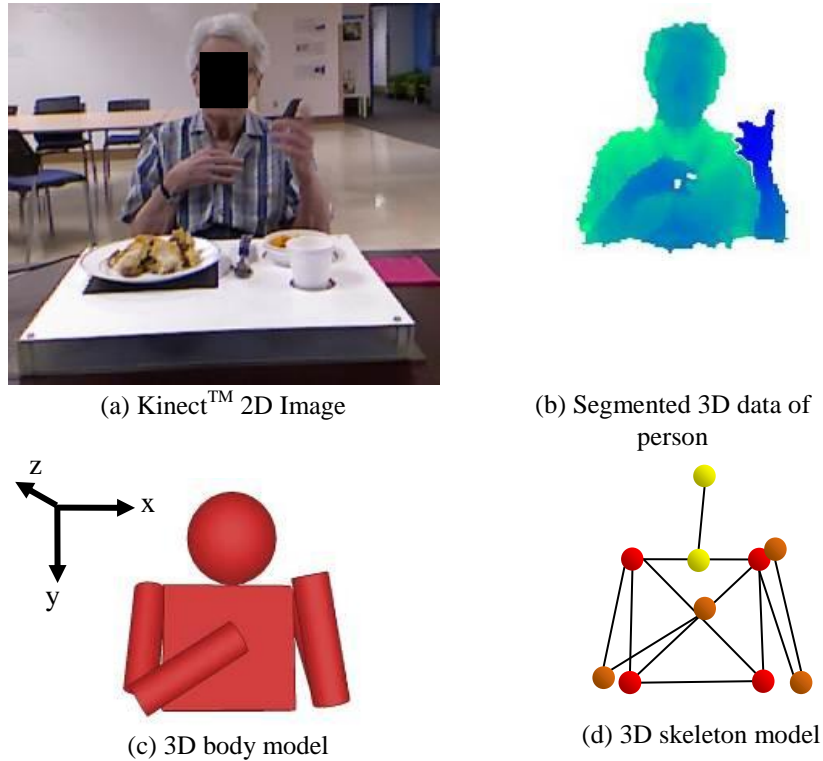 (a) Kinect™ 2D Image
(b) Segmented 3D data of
person
z
x
y
(c) 3D body model
(d) 3D skeleton model